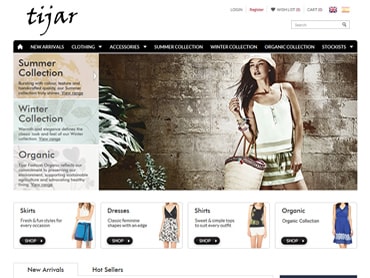 tijar
LOGIN Register WISH LIST (0) CART (0)
Search
NEW ARRIVALS CLOTHING ACCESSORIES SUMMER COLLECTION WINTER COLLECTION ORGANIC COLLECTION STOCKISTS
Summer
Collection
Bursting with colour, texture and
handcrafted quirks, our Summer
collection truly shines. View range
Winter
Collection
Warmth and elegance defines the
classic look and feel of our Winter
collection. View range
Organic
Tijar Fashion Organic reflects our
commitment to preserving our
environment, supporting sustainable
agriculture and advocating healthy
living. View range
Skirts
Fresh & fun styles for
every occasion
SHOP
Dresses
Classic feminine
shapes with an edge
SHOP
Shirts
Sweet & simple tops
to suit every outfit
SHOP
Organic
Organic Collection
SHOP
New Arrivals Hot Sellers